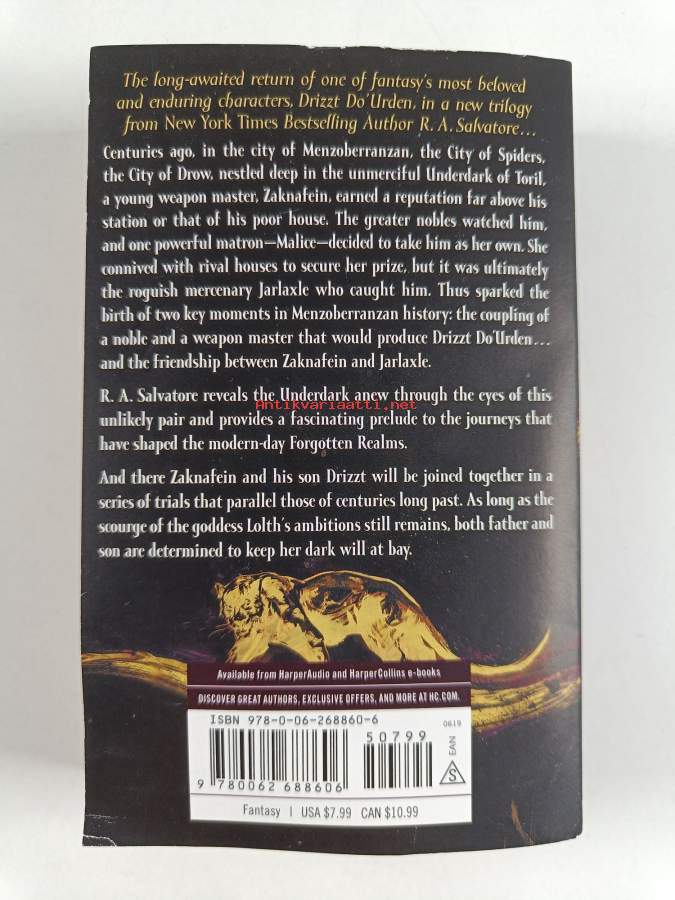 The long-awaited return of one of fantasy's most beloved
and enduring characters, Drizzt Do'Urden, in a new trilogy
from New York Times Bestselling Author R. A. Salvatore...
Centuries ago, in the city of Menzoberranzan, the City of Spiders,
the City of Drow, nestled deep in the unmerciful Underdark of Toril,
a young weapon master, Zaknafein, earned a reputation far above his
station or that of his poor house. The greater nobles watched him,
and one powerful matron—Malice—decided to take him as her own. She
connived with rival houses to secure her prize, but it was ultimately
the roguish mercenary Jarlaxle who caught him. Thus sparked the
birth of two key moments in Menzoberranzan history: the coupling of
a noble and a weapon master that would produce Drizzt Do'Urden...
and the friendship between Zaknafein and Jarlaxle.
R. A. Salvatore reveals the Underdark anew through the eyes of this
Antikvariaatti.net
unlikely pair and provides a fascinating prelude to the journeys that
have shaped the modern-day Forgotten Realms.
And there Zaknafein and his son Drizzt will be joined together in a
series of trials that parallel those of centuries long past. As long as the
scourge of the goddess Lolth's ambitions still remains, both father and
son are determined to keep her dark will at bay.
Available from HarperAudio and HarperCollins e-books
DISCOVER GREAT AUTHORS, EXCLUSIVE OFFERS, AND MORE AT HC.COM.
ISBN 978-0-06-268860-6
0619
50799
EAN
S
9 780062 688606
Fantasy | USA $7.99 CAN $10.99